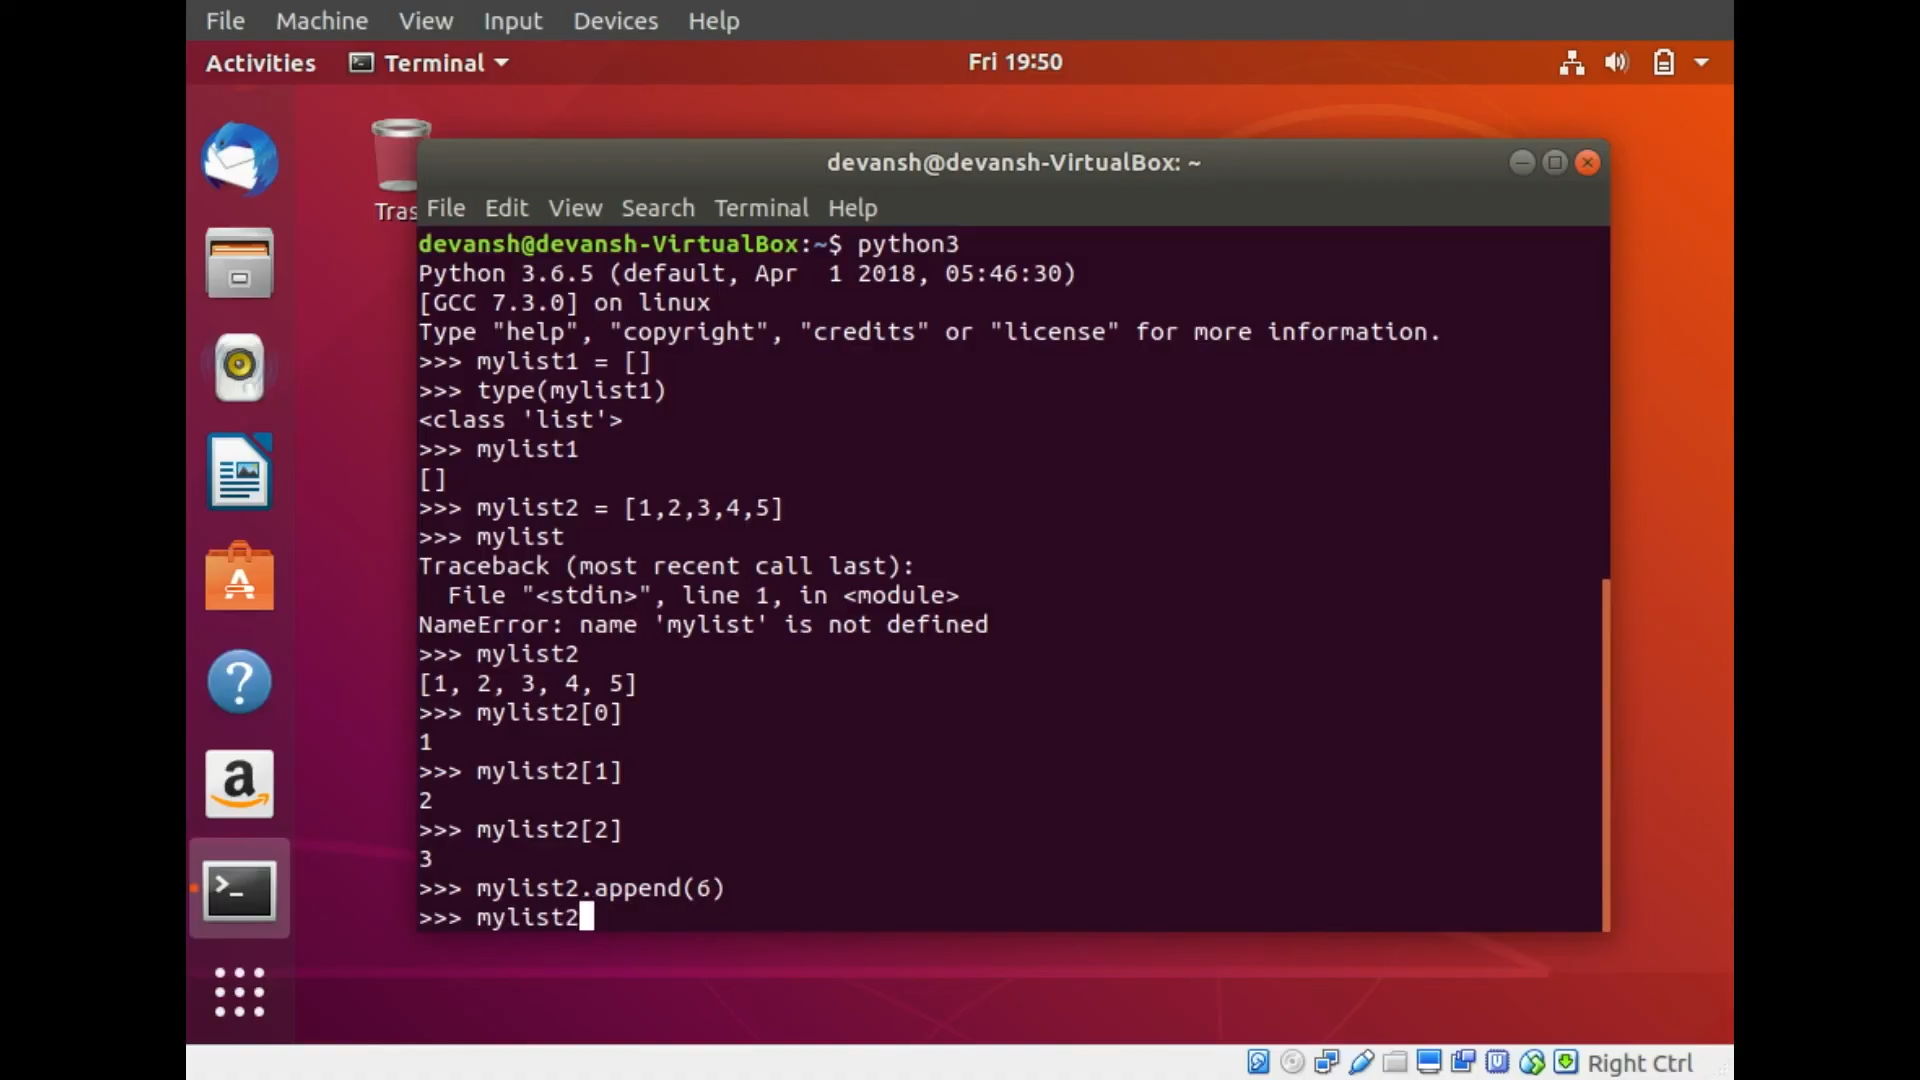 File Machine View Input Devices Help
Activities Terminal Fri 19:50
Tras
devansh@devansh-VirtualBox: ~
File Edit View Search Terminal Help
devansh@devansh-VirtualBox:~$ python3
Python 3.6.5 (default, Apr  1 2018, 05:46:30)
[GCC 7.3.0] on linux
Type "help", "copyright", "credits" or "license" for more information.
>>> mylist1 = []
>>> type(mylist1)
<class 'list'>
>>> mylist1
[]
>>> mylist2 = [1,2,3,4,5]
>>> mylist
Traceback (most recent call last):
  File "<stdin>", line 1, in <module>
NameError: name 'mylist' is not defined
>>> mylist2
[1, 2, 3, 4, 5]
>>> mylist2[0]
1
>>> mylist2[1]
2
>>> mylist2[2]
3
>>> mylist2.append(6)
>>> mylist2
Right Ctrl